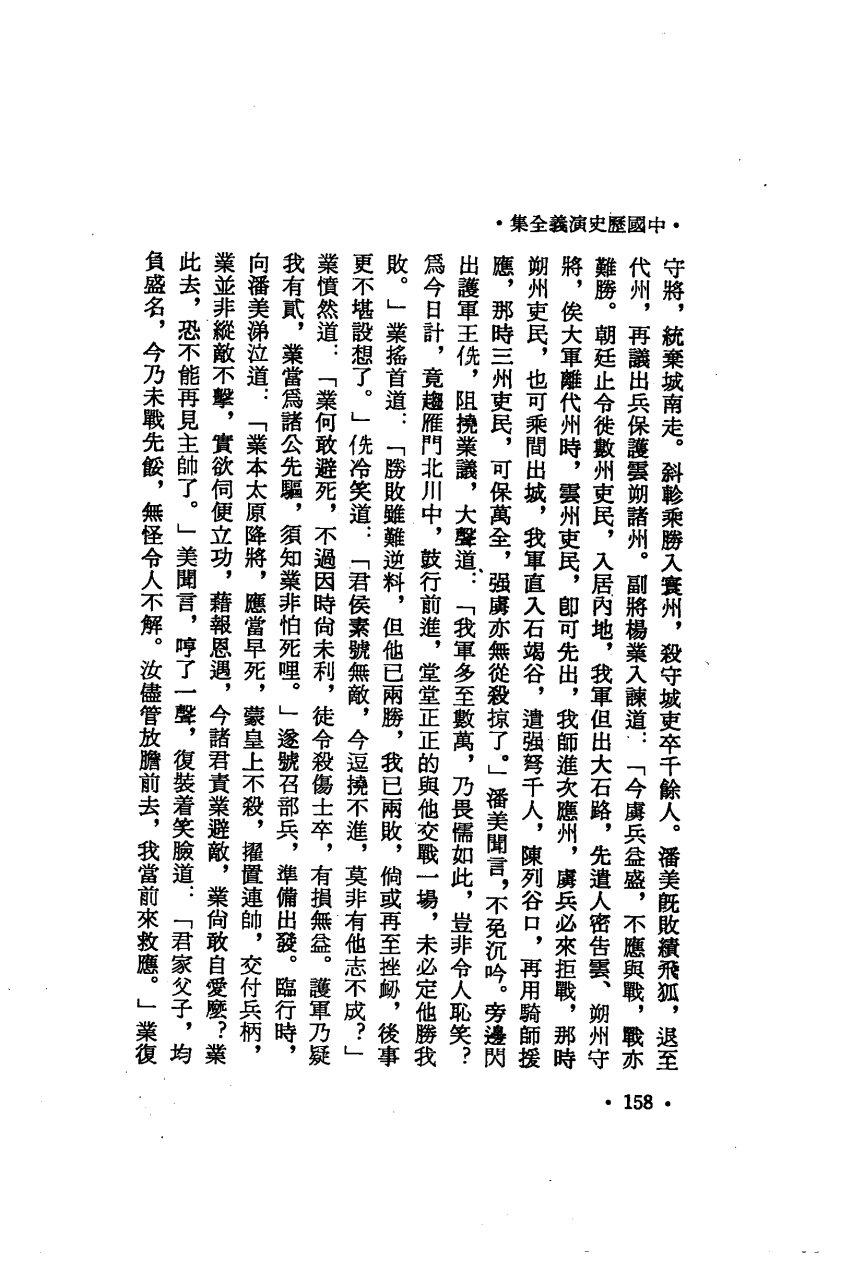 •中國歷史演義全集•
守將，統棄城南走。斜軫乘勝入寰州，殺守城吏卒千餘人。潘美旣敗績飛狐，退至
代州，再議出兵保護雲朔諸州。副將楊業入諫道：「今虜兵益盛，不應與戰，戰亦
難勝。朝廷止令徙數州吏民，入居內地，我軍但出大石路，先遣人密告雲、朔州守
將，俟大軍離代州時，雲州吏民，卽可先出，我師進次應州，虜兵必來拒戰，那時
朔州吏民，也可乘間出城，我軍直入石竭谷，遣强弩千人，陳列谷口，再用騎師援
應，那時三州吏民，可保萬全，强虜亦無從殺掠了。」潘美聞言，不免沉吟。旁邊閃
出護軍王侁，阻撓業議，大聲道：「我軍多至數萬，乃畏懦如此，豈非令人恥笑？
爲今日計，竟趨雁門北川中，鼓行前進，堂堂正正的與他交戰一場，未必定他勝我
敗。」業搖首道：「勝敗雖難逆料，但他已兩勝，我已兩敗，倘或再至挫衂，後事
更不堪設想了。」侁冷笑道：「君侯素號無敵，今逗撓不進，莫非有他志不成？」
業憤然道：「業何敢避死，不過因時尙未利，徒令殺傷士卒，有損無益。護軍乃疑
我有貳，業當爲諸公先驅，須知業非怕死哩。」遂號召部兵，準備出發。臨行時，
向潘美涕泣道：「業本太原降將，應當早死，蒙皇上不殺，擢置連帥，交付兵柄，
業並非縱敵不擊，實欲伺便立功，藉報恩遇，今諸君責業避敵，業尙敢自愛麼？業
此去，恐不能再見主帥了。」美聞言，哼了一聲，復裝着笑臉道：「君家父子，均
負盛名，今乃未戰先餒，無怪令人不解。汝儘管放膽前去，我當前來救應。」業復
•158•